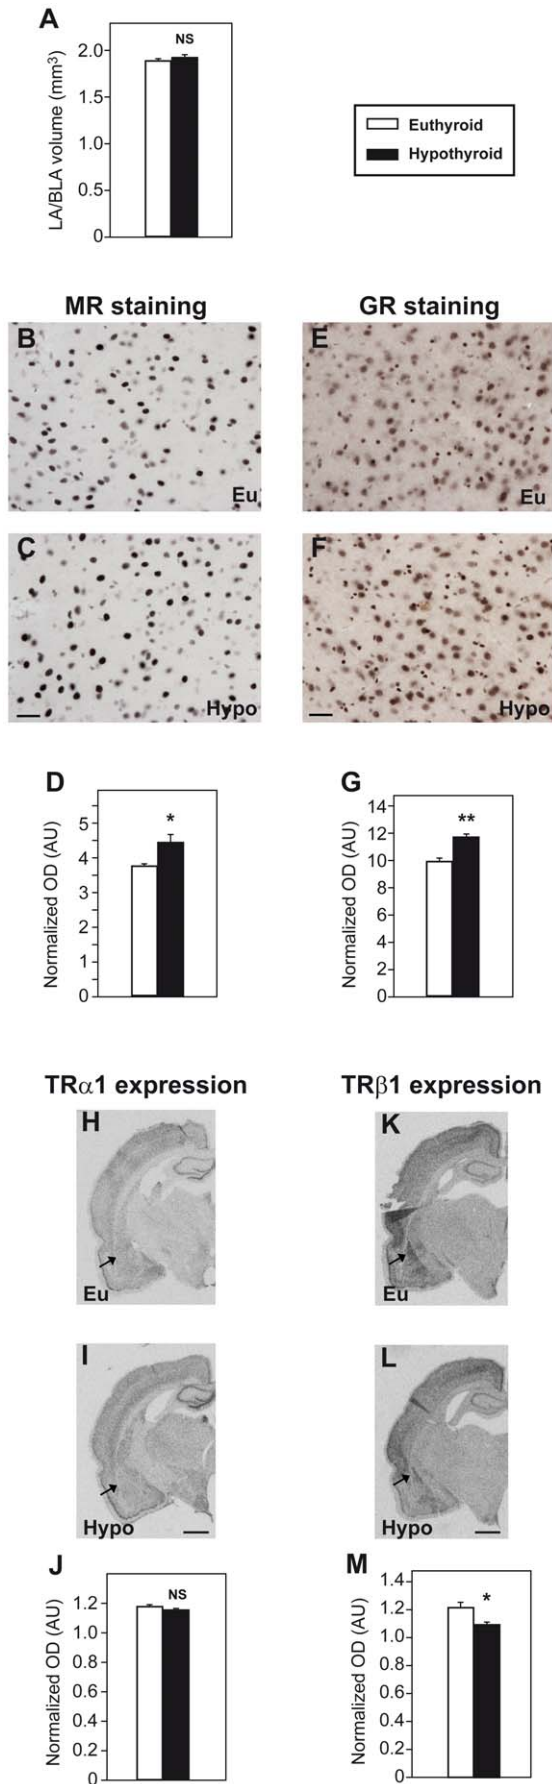 A
NS
LA/BLA volume (mm³)
2.0
1.5
1.0
0.5
0
Euthyroid
Hypothyroid
MR staining
GR staining
B
Eu
E
Eu
C
Hypo
F
Hypo
D
*
Normalized OD (AU)
5
4
3
2
1
0
G
**
Normalized OD (AU)
14
12
10
8
6
4
2
0
TRα1 expression
TRβ1 expression
H
Eu
K
Eu
I
Hypo
L
Hypo
J
NS
Normalized OD (AU)
1.2
1.0
0.8
0.6
0.4
0.2
0
M
*
Normalized OD (AU)
1.4
1.2
1.0
0.8
0.6
0.4
0.2
0